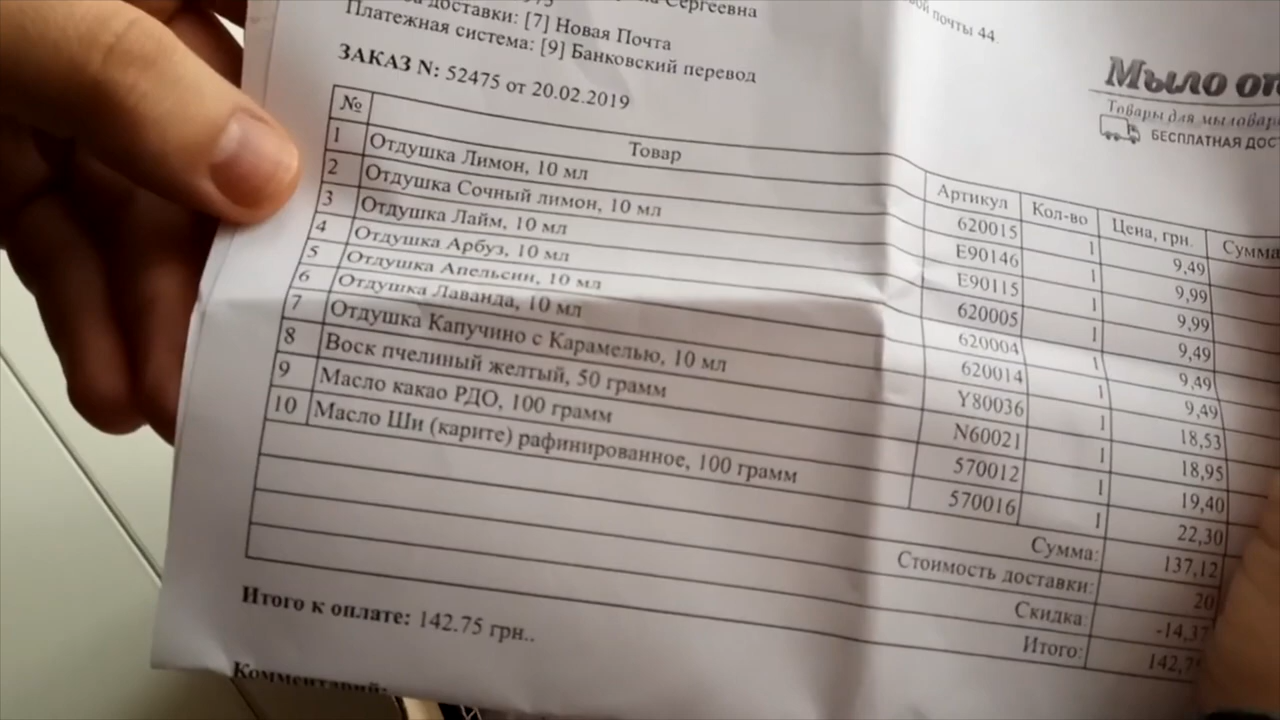 Сергеевна
доставки: [7] Новая Почта
Платежная система: [9] Банковский перевод
почты 44.
ЗАКАЗ N: 52475 от 20.02.2019
Мыло
Товары для
БЕСПЛАТНАЯ
№ Товар Артикул Кол-во Цена, грн. Сумма
1 Отдушка Лимон, 10 мл 620015 1 9,49
2 Отдушка Сочный лимон, 10 мл E90146 1 9,99
3 Отдушка Лайм, 10 мл E90115 1 9,99
4 Отдушка Арбуз, 10 мл 620005 1 9,49
5 Отдушка Апельсин, 10 мл 620004 1 9,49
6 Отдушка Лаванда, 10 мл 620014 1 9,49
7 Отдушка Капучино с Карамелью, 10 мл Y80036 1 18,53
8 Воск пчелиный желтый, 50 грамм N60021 1 18,95
9 Масло какао РДО, 100 грамм 570012 1 19,40
10 Масло Ши (карите) рафинированное, 100 грамм 570016 1 22,30
Сумма: 137,12
Стоимость доставки: 20
Скидка: -14,37
Итого: 142,7
Итого к оплате: 142.75 грн..
Комментарий: